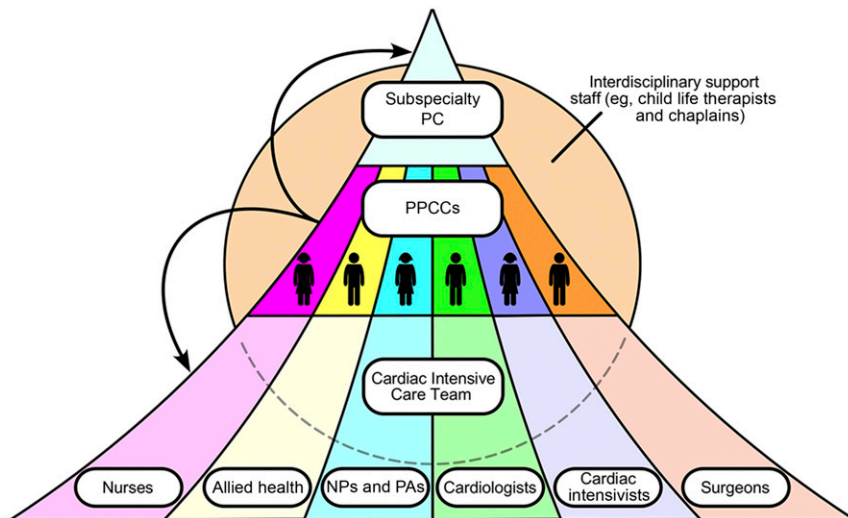 Subspecialty
PC
Interdisciplinary support
staff (eg, child life therapists
and chaplains)
PPCCs
Cardiac Intensive
Care Team
Nurses
Allied health
NPs and PAs
Cardiologists
Cardiac
intensivists
Surgeons